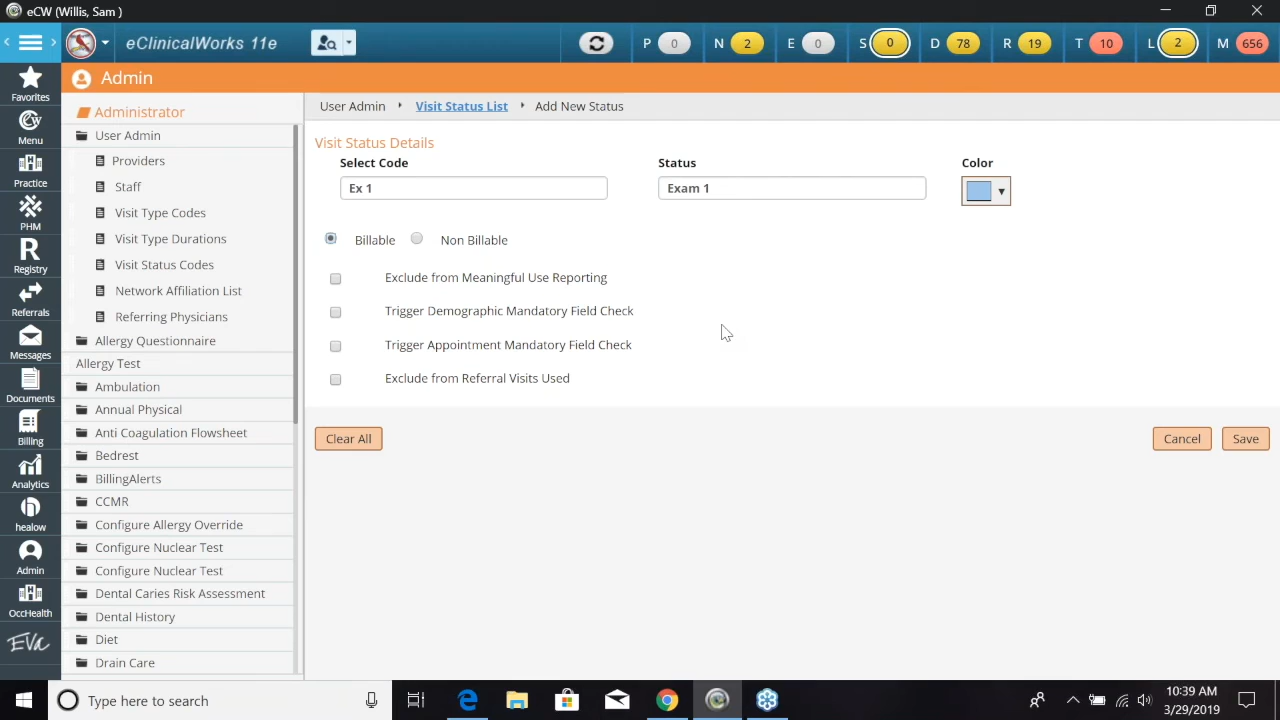 eCW (Willis, Sam )
eClinicalWorks 11e
P 0 N 2 E 0 S 0 D 78 R 19 T 10 L 2 M 656
Admin
Favorites
Menu
Practice
PHM
R
Registry
Referrals
Messages
Documents
Billing
Analytics
healow
Admin
OccHealth
EVA
Administrator
User Admin
Providers
Staff
Visit Type Codes
Visit Type Durations
Visit Status Codes
Network Affiliation List
Referring Physicians
Allergy Questionnaire
Allergy Test
Ambulation
Annual Physical
Anti Coagulation Flowsheet
Bedrest
BillingAlerts
CCMR
Configure Allergy Override
Configure Nuclear Test
Configure Nuclear Test
Dental Caries Risk Assessment
Dental History
Diet
Drain Care
User Admin Visit Status List Add New Status
Visit Status Details
Select Code Status Color
Ex 1 Exam 1
Billable Non Billable
Exclude from Meaningful Use Reporting
Trigger Demographic Mandatory Field Check
Trigger Appointment Mandatory Field Check
Exclude from Referral Visits Used
Clear All Cancel Save
Type here to search
10:39 AM
3/29/2019